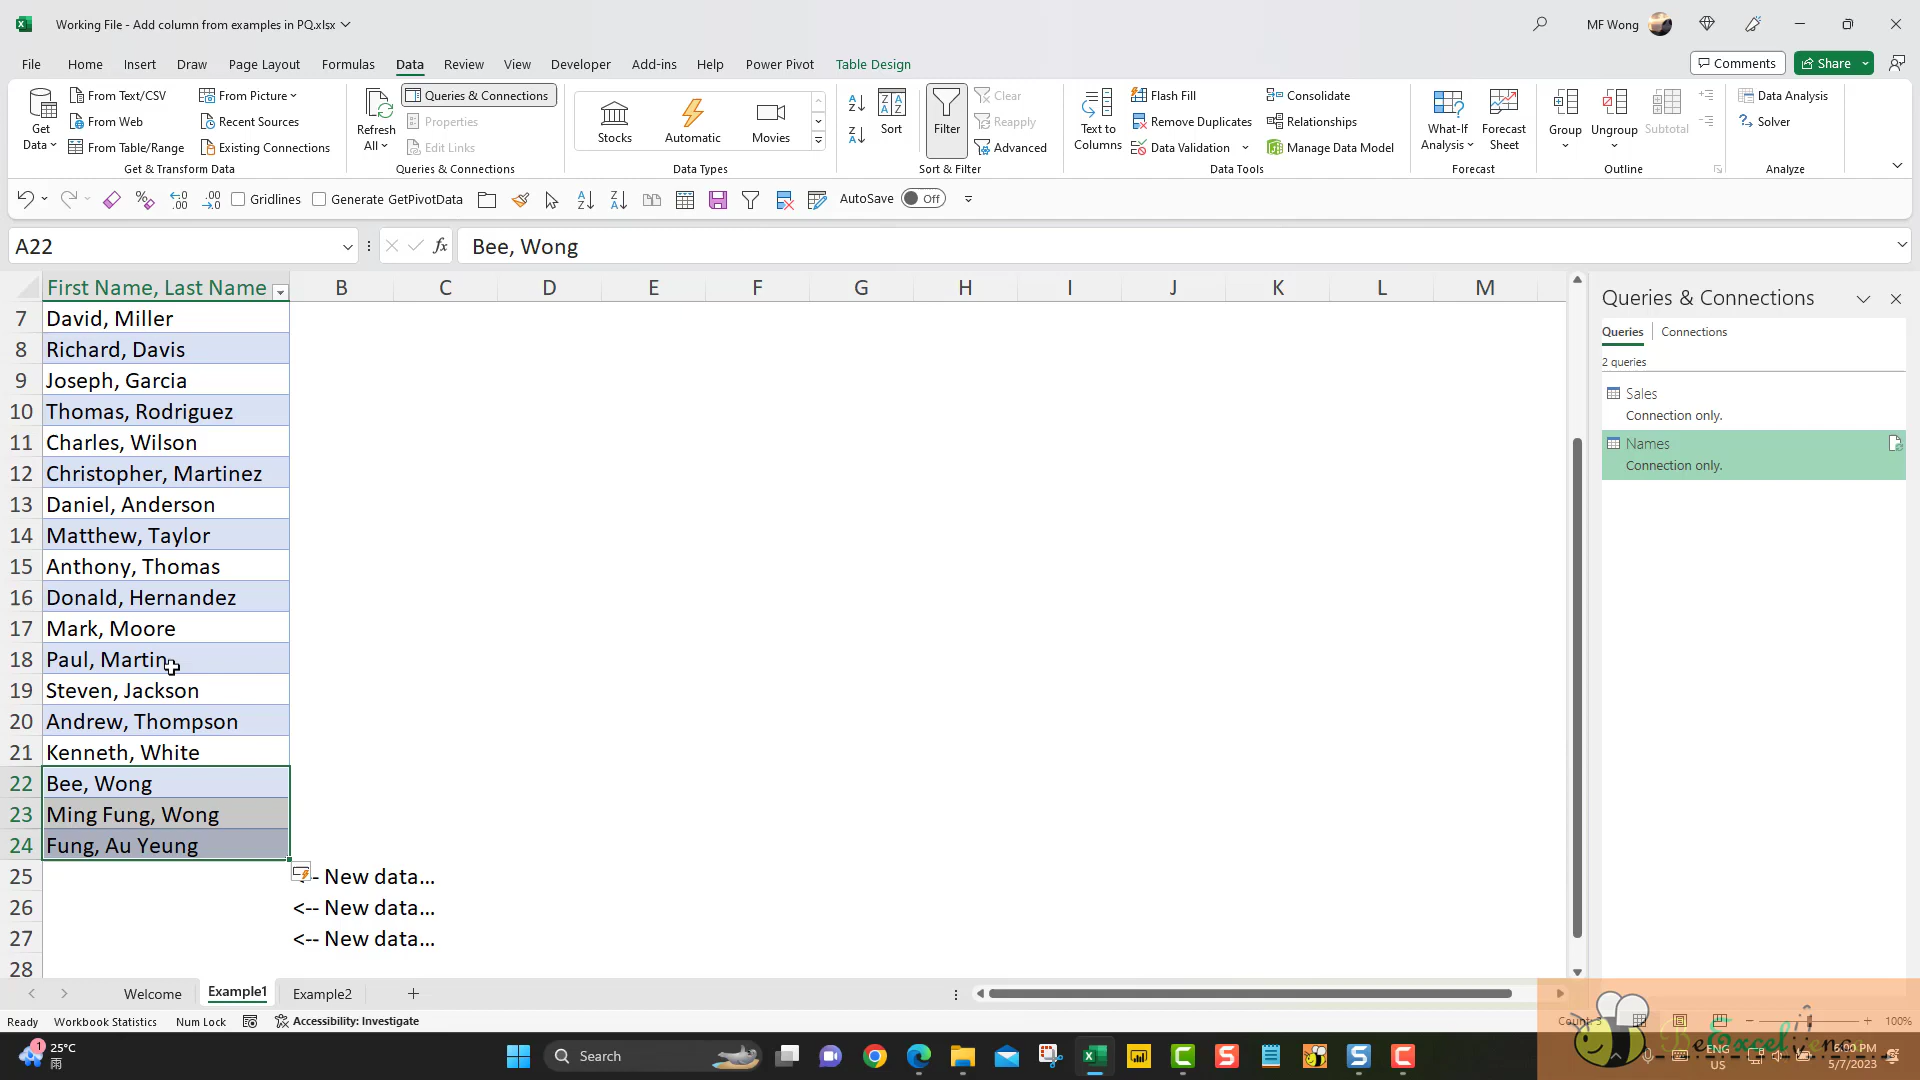 Working File - Add column from examples in PQ.xlsx
MF Wong
File Home Insert Draw Page Layout Formulas Data Review View Developer Add-ins Help Power Pivot Table Design
Comments Share
Get Data
From Text/CSV
From Web
From Table/Range
From Picture
Recent Sources
Existing Connections
Get & Transform Data
Refresh All
Queries & Connections
Properties
Edit Links
Queries & Connections
Stocks Automatic Movies
Data Types
Sort
Filter
Clear
Reapply
Advanced
Sort & Filter
Text to Columns
Flash Fill
Remove Duplicates
Data Validation
Consolidate
Relationships
Manage Data Model
Data Tools
What-If Analysis
Forecast Sheet
Forecast
Group Ungroup Subtotal
Outline
Data Analysis
Solver
Analyze
Gridlines Generate GetPivotData AutoSave Off
A22 fx Bee, Wong
First Name, Last Name B C D E F G H I J K L M
7 David, Miller
8 Richard, Davis
9 Joseph, Garcia
10 Thomas, Rodriguez
11 Charles, Wilson
12 Christopher, Martinez
13 Daniel, Anderson
14 Matthew, Taylor
15 Anthony, Thomas
16 Donald, Hernandez
17 Mark, Moore
18 Paul, Martin
19 Steven, Jackson
20 Andrew, Thompson
21 Kenneth, White
22 Bee, Wong
23 Ming Fung, Wong
24 Fung, Au Yeung
25 - New data...
26 <-- New data...
27 <-- New data...
28
Queries & Connections
Queries Connections
2 queries
Sales
Connection only.
Names
Connection only.
Welcome Example1 Example2
Ready Workbook Statistics Num Lock Accessibility: Investigate
100%
25°C
雨
1
Search
ENG
US
5/7/2023